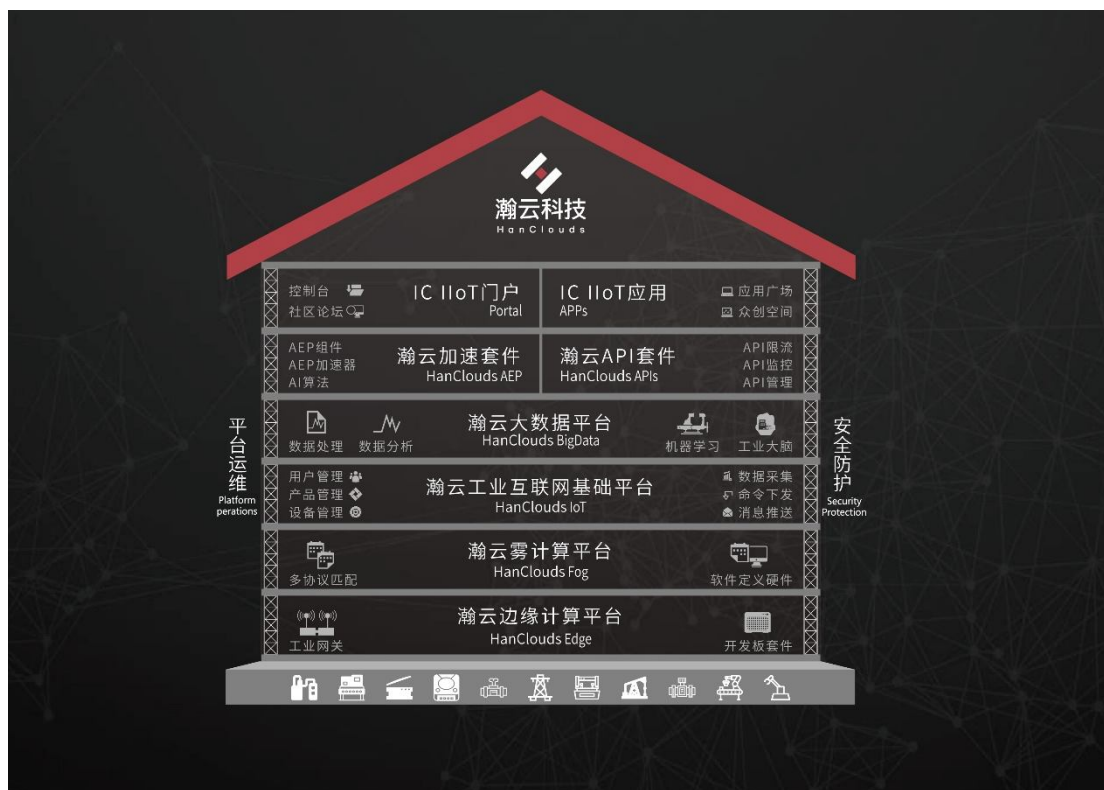 瀚云科技
HanClouds
控制台
社区论坛
IC IIoT门户
Portal
IC IIoT应用
APPs
应用广场
众创空间
AEP组件
AEP加速器
AI算法
瀚云加速套件
HanClouds AEP
瀚云API套件
HanClouds APIs
API限流
API监控
API管理
数据处理
数据分析
瀚云大数据平台
HanClouds BigData
机器学习
工业大脑
平台运维
Platform
perations
用户管理
产品管理
设备管理
瀚云工业互联网基础平台
HanClouds IoT
数据采集
命令下发
消息推送
安全防护
Security
Protection
多协议匹配
瀚云雾计算平台
HanClouds Fog
软件定义硬件
工业网关
瀚云边缘计算平台
HanClouds Edge
开发板套件